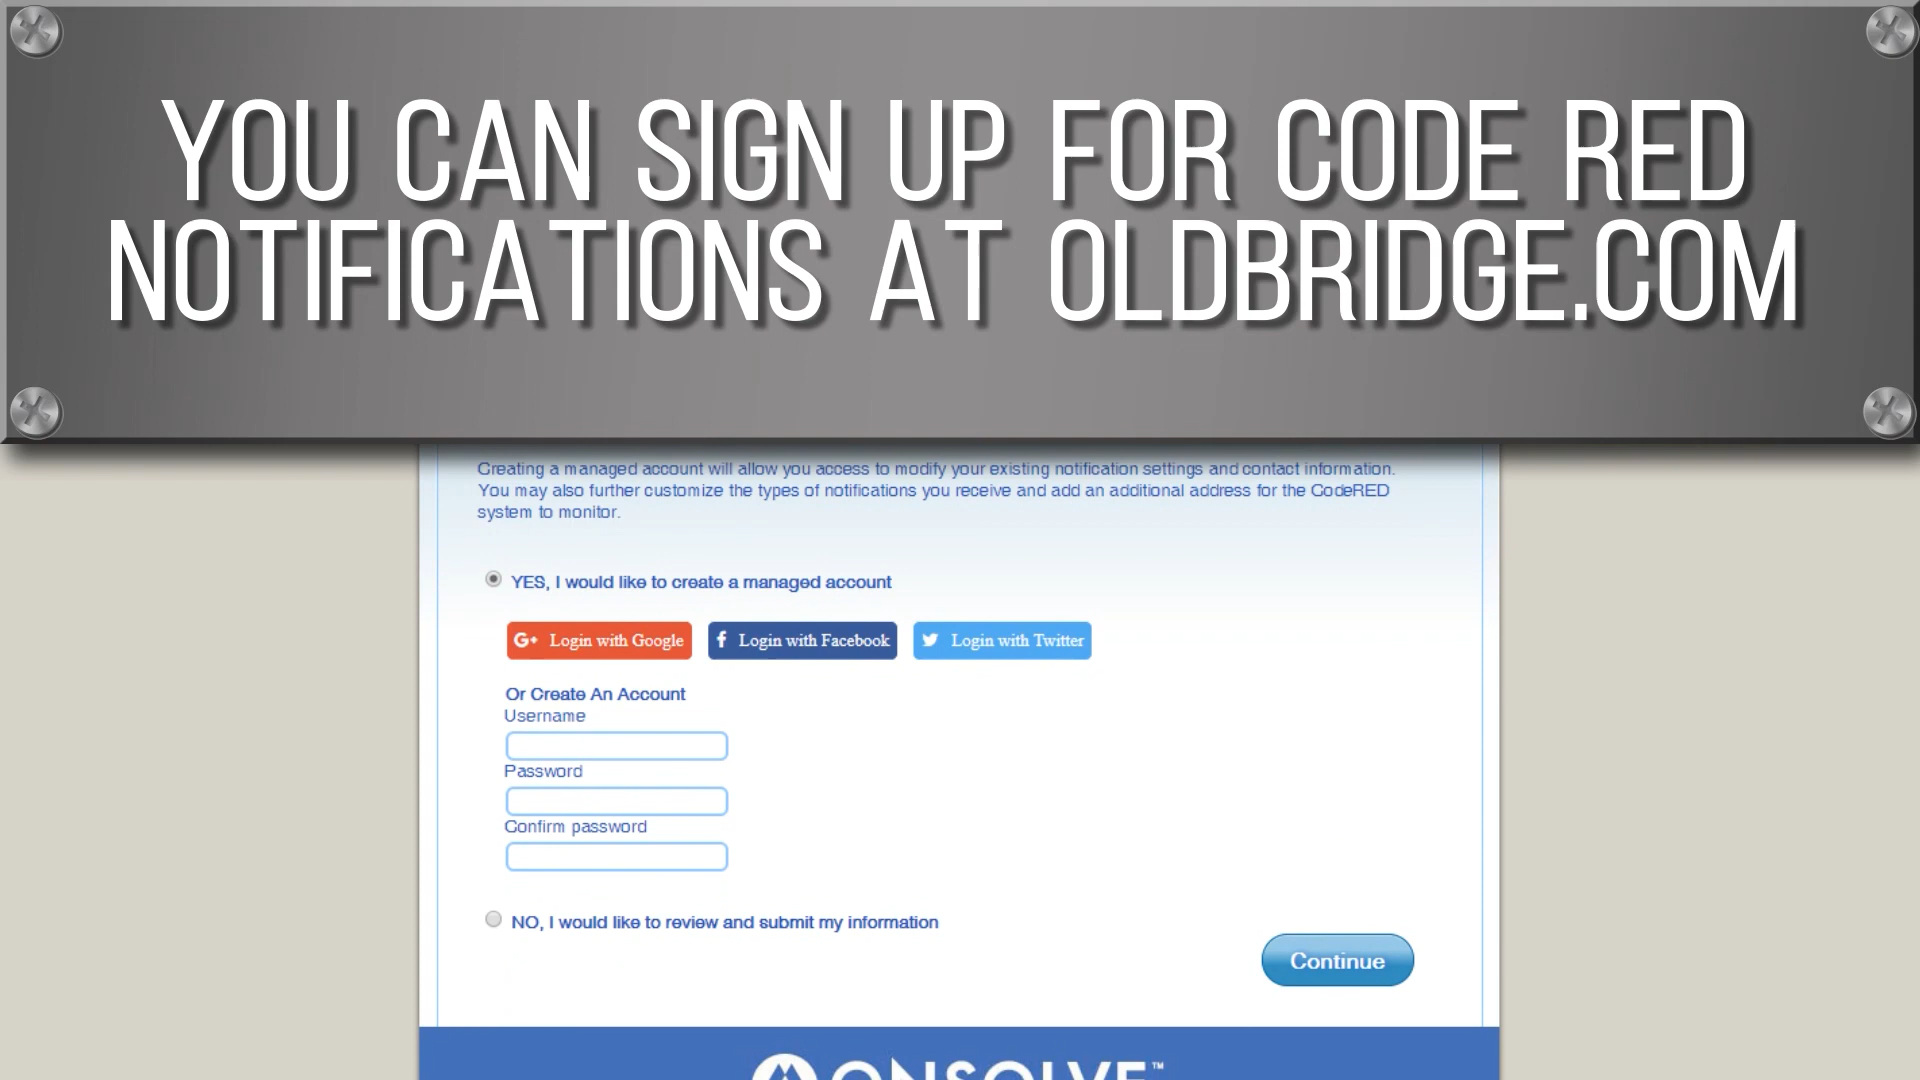 YOU CAN SIGN UP FOR CODE RED
NOTIFICATIONS AT OLDBRIDGE.COM
Creating a managed account will allow you access to modify your existing notification settings and contact information.
You may also further customize the types of notifications you receive and add an additional address for the CodeRED
system to monitor.
YES, I would like to create a managed account
G+ Login with Google
f Login with Facebook
Login with Twitter
Or Create An Account
Username
Password
Confirm password
NO, I would like to review and submit my information
Continue
ONSOLVE™